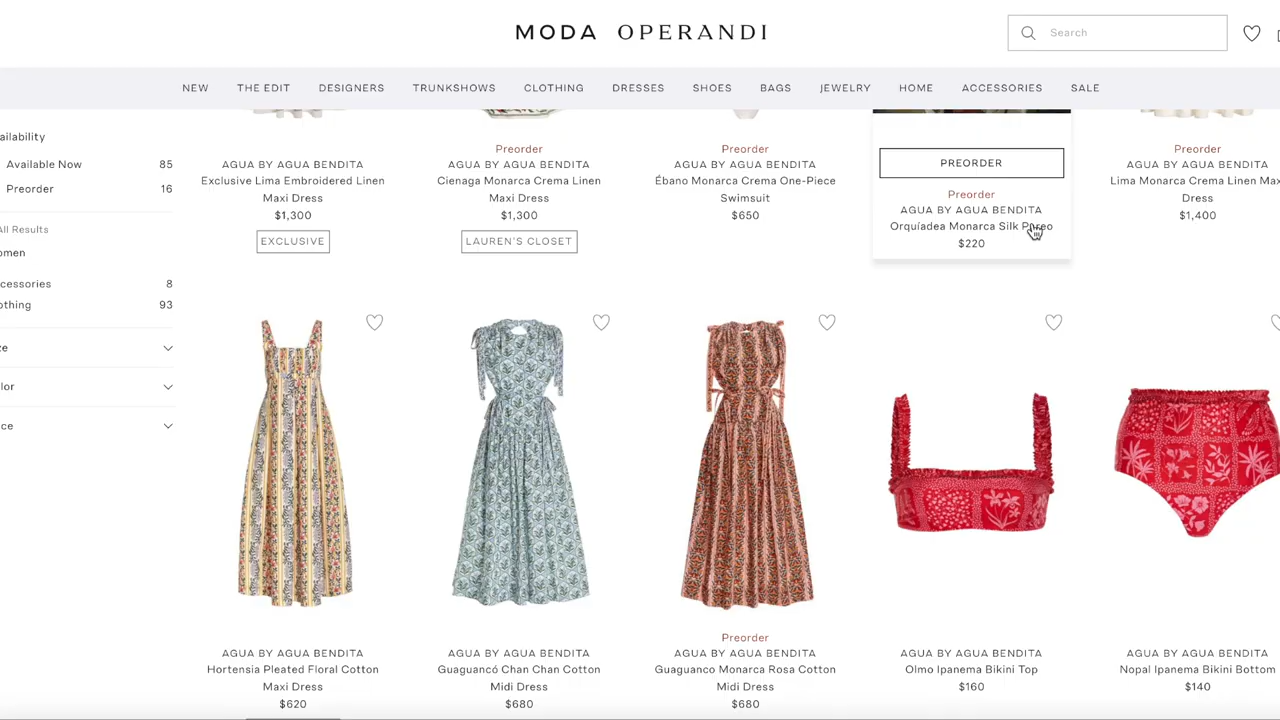 MODA OPERANDI
Search
NEW THE EDIT DESIGNERS TRUNKSHOWS CLOTHING DRESSES SHOES BAGS JEWELRY HOME ACCESSORIES SALE
ailability
Available Now 85
Preorder 16
All Results
omen
ccessories 8
othing 93
ze
lor
ce
AGUA BY AGUA BENDITA
Exclusive Lima Embroidered Linen
Maxi Dress
$1,300
EXCLUSIVE
Preorder
AGUA BY AGUA BENDITA
Cienaga Monarca Crema Linen
Maxi Dress
$1,300
LAUREN'S CLOSET
Preorder
AGUA BY AGUA BENDITA
Ébano Monarca Crema One-Piece
Swimsuit
$650
PREORDER
Preorder
AGUA BY AGUA BENDITA
Orquíadea Monarca Silk Pareo
$220
Preorder
AGUA BY AGUA BENDITA
Lima Monarca Crema Linen Max
Dress
$1,400
AGUA BY AGUA BENDITA
Hortensia Pleated Floral Cotton
Maxi Dress
$620
AGUA BY AGUA BENDITA
Guaguancó Chan Chan Cotton
Midi Dress
$680
Preorder
AGUA BY AGUA BENDITA
Guaguanco Monarca Rosa Cotton
Midi Dress
$680
AGUA BY AGUA BENDITA
Olmo Ipanema Bikini Top
$160
AGUA BY AGUA BENDITA
Nopal Ipanema Bikini Bottom
$140